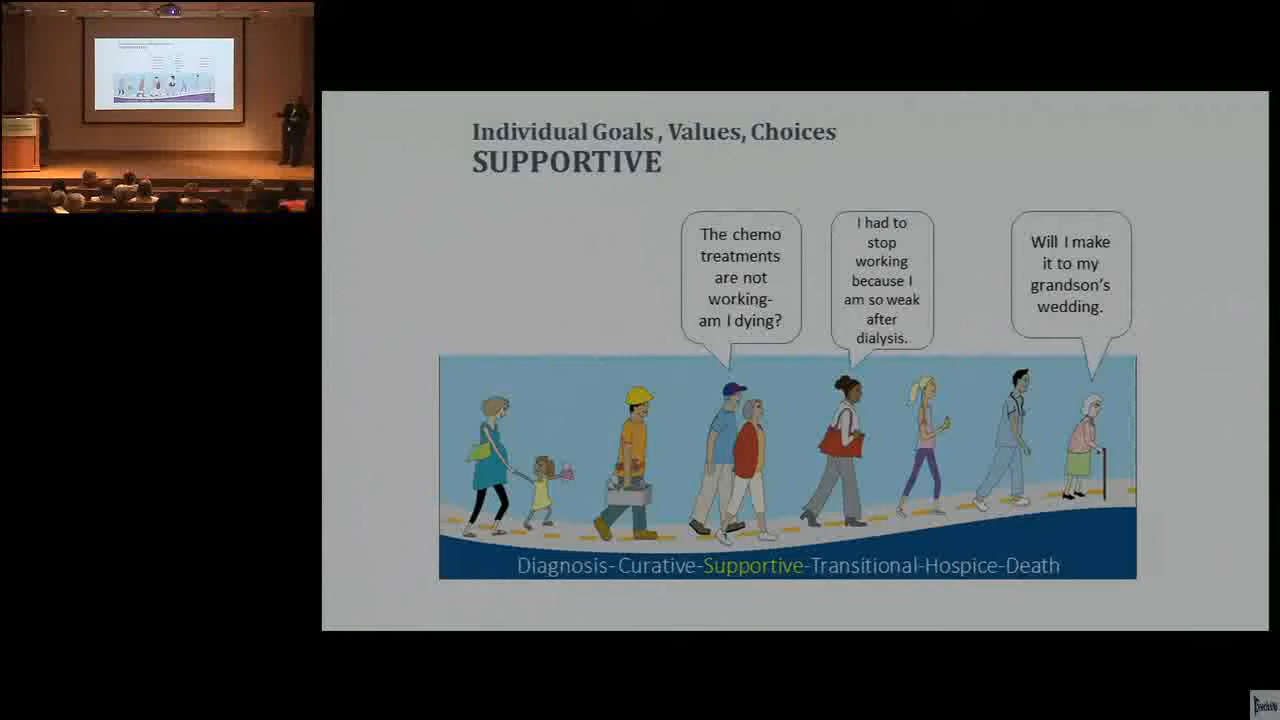 Individual Goals , Values, Choices
SUPPORTIVE
The chemo
treatments
are not
working-
am I dying?
I had to
stop
working
because I
am so weak
after
dialysis.
Will I make
it to my
grandson's
wedding.
Diagnosis-Curative-Supportive-Transitional-Hospice-Death